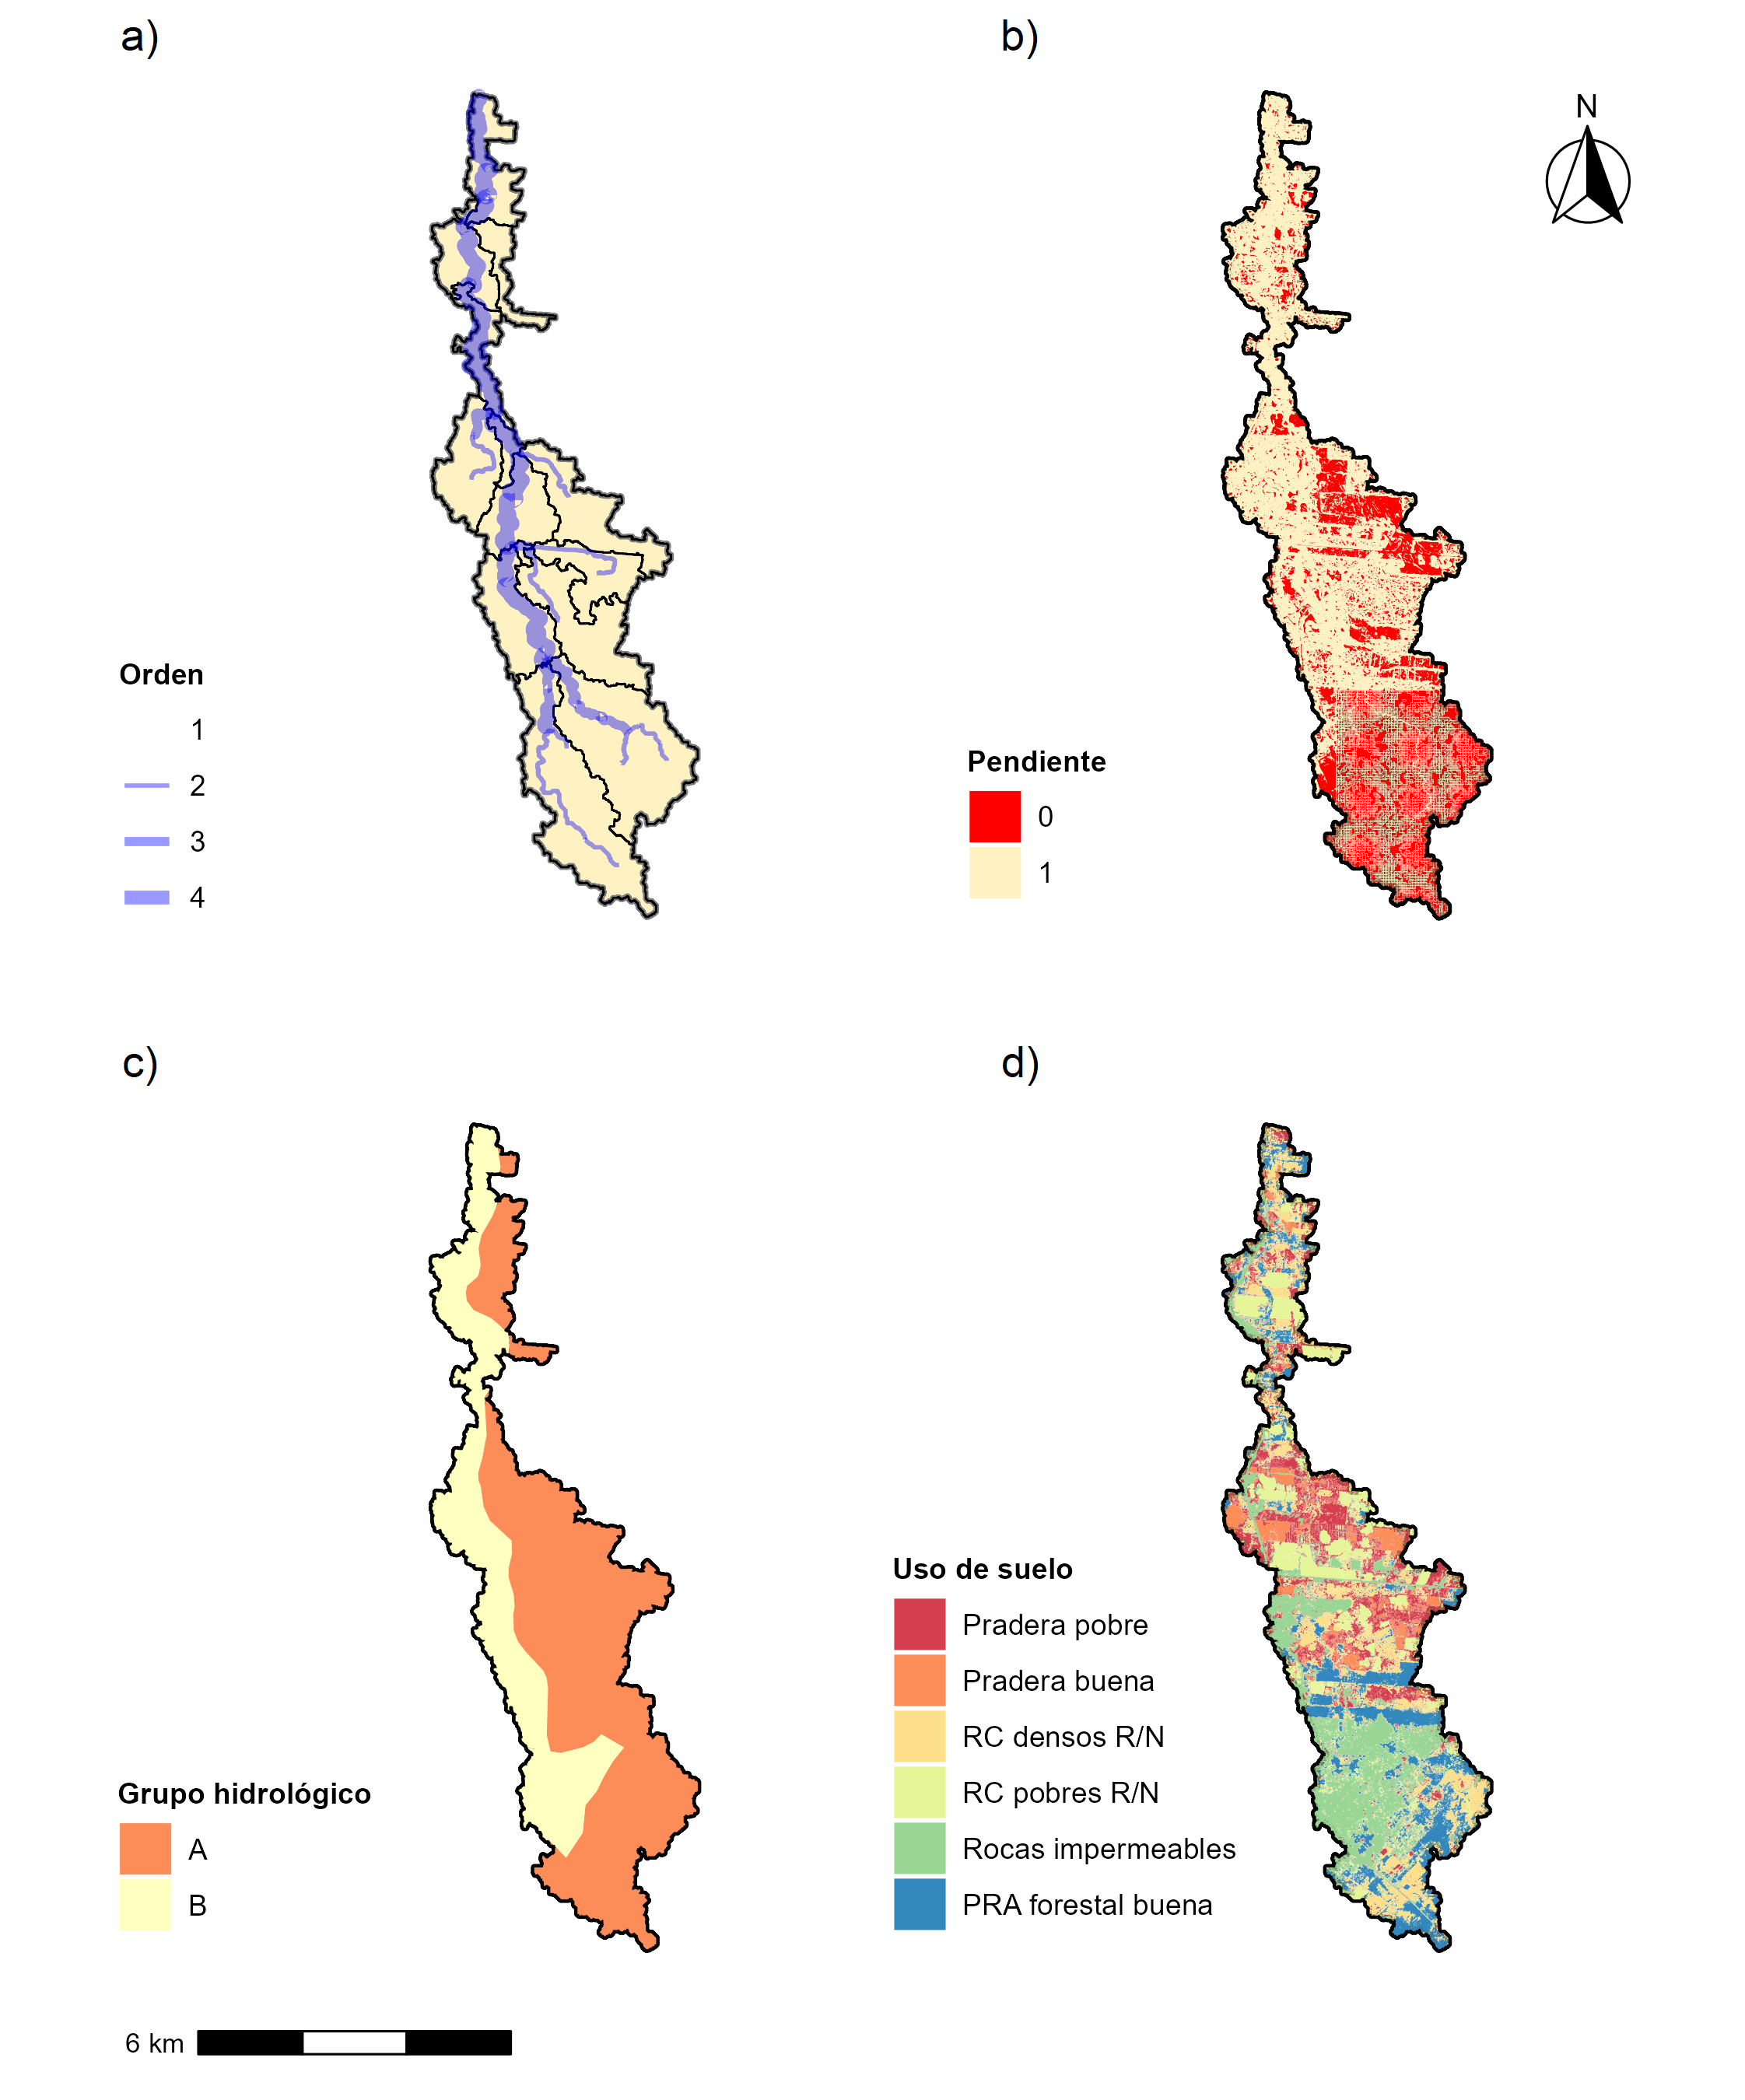 a)
b)
N
Orden
1
2
3
4
Pendiente
0
1
c)
d)
Grupo hidrológico
A
B
Uso de suelo
Pradera pobre
Pradera buena
RC densos R/N
RC pobres R/N
Rocas impermeables
PRA forestal buena
6 km